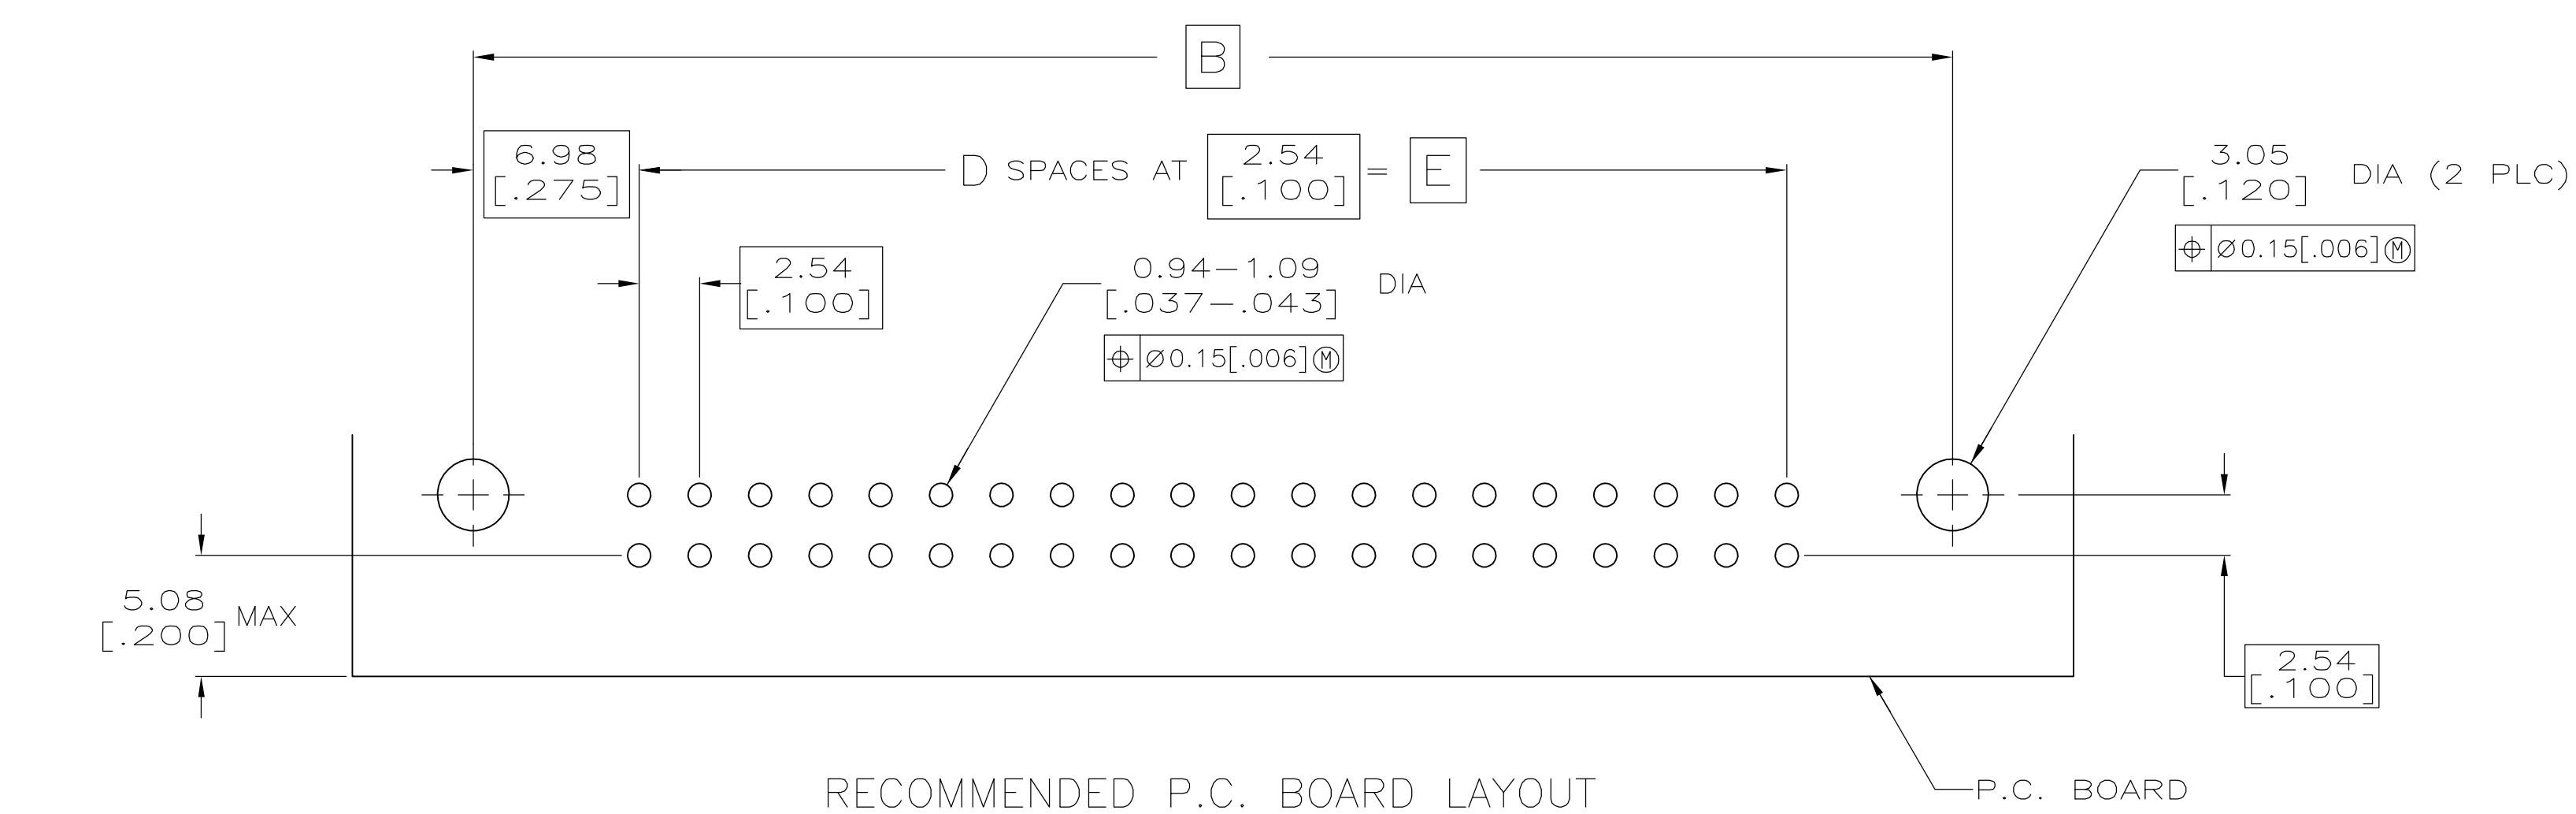 B
6.98
[.275]
D SPACES AT 2.54 = E
[.100]
3.05 DIA (2 PLC)
[.120]
⌖ ⌀0.15[.006]Ⓜ
2.54
[.100]
0.94-1.09 DIA
[.037-.043]
⌖ ⌀0.15[.006]Ⓜ
5.08 MAX
[.200]
2.54
[.100]
P.C. BOARD
RECOMMENDED P.C. BOARD LAYOUT